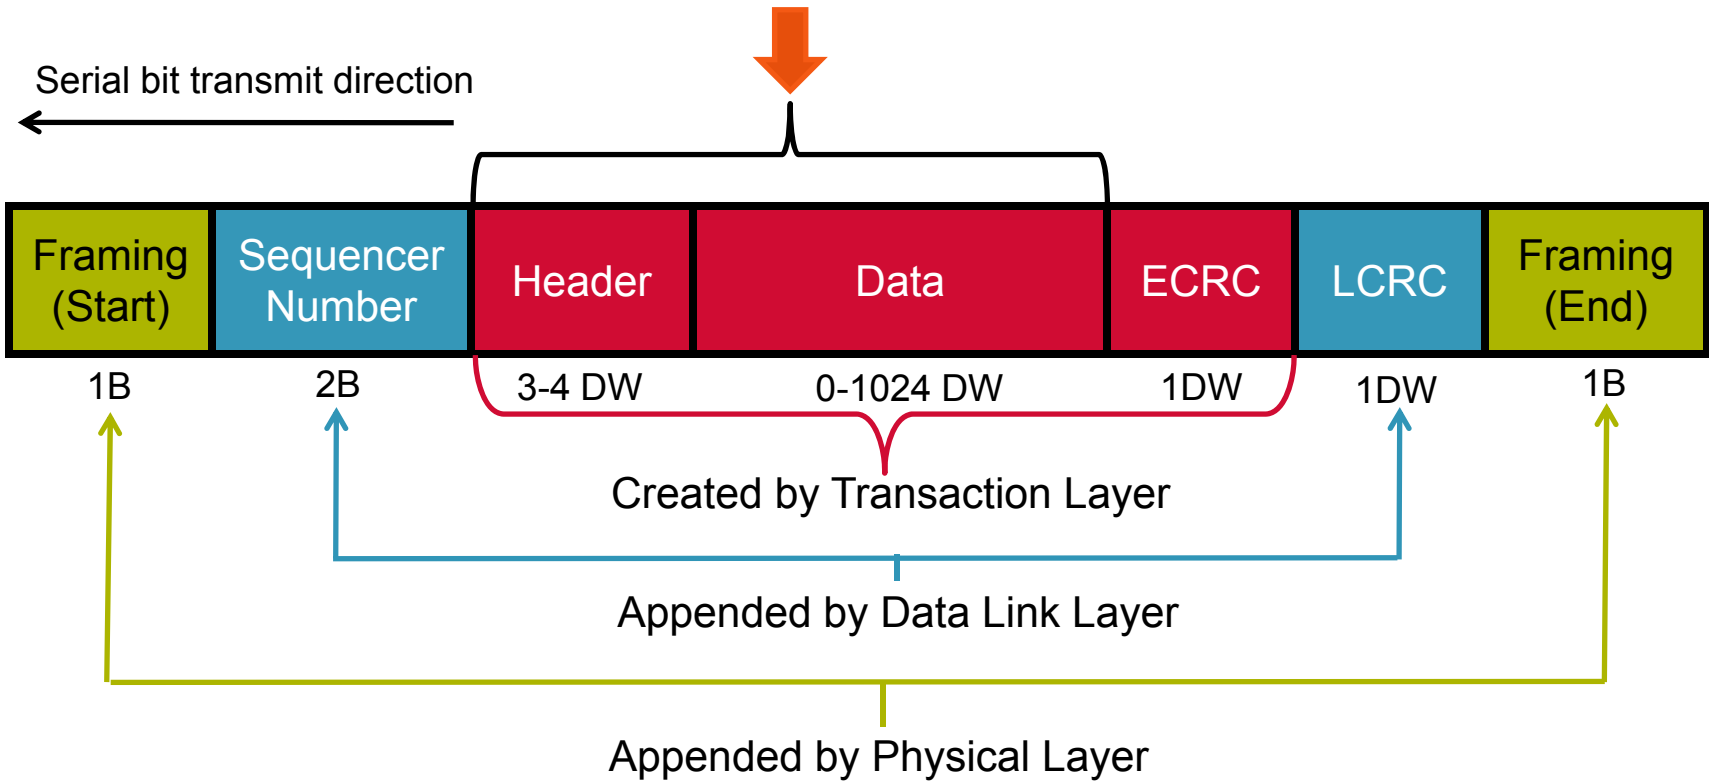 Serial bit transmit direction
Framing
(Start)
Sequencer
Number
Header
Data
ECRC
LCRC
Framing
(End)
1B
2B
3-4 DW
0-1024 DW
1DW
1DW
1B
Created by Transaction Layer
Appended by Data Link Layer
Appended by Physical Layer